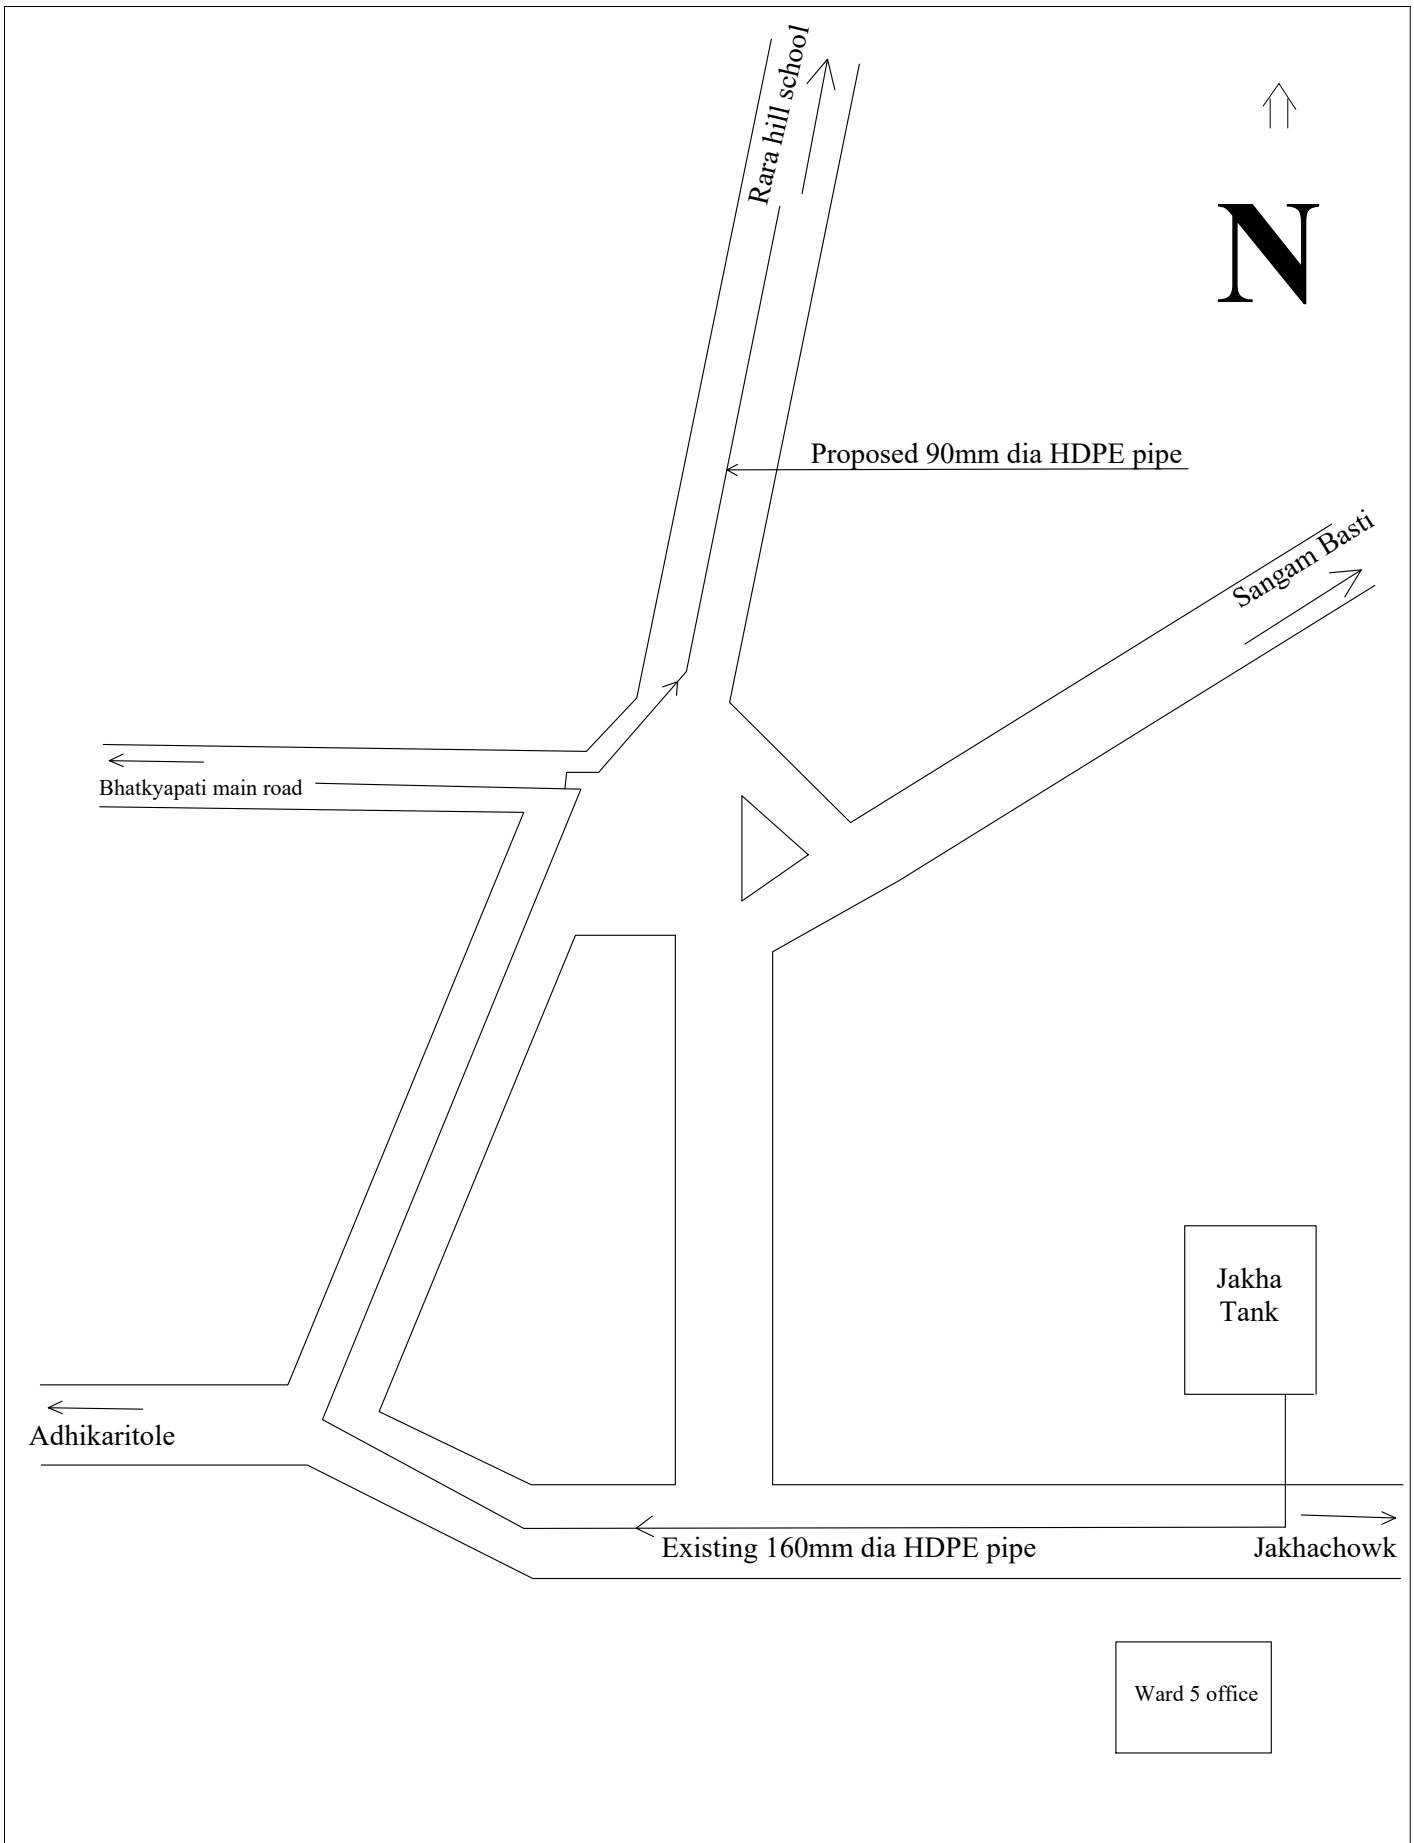 Rara hill school
N
Proposed 90mm dia HDPE pipe
Sangam Basti
Bhatkyapati main road
Jakha
Tank
Adhikaritole
Existing 160mm dia HDPE pipe
Jakhachowk
Ward 5 office